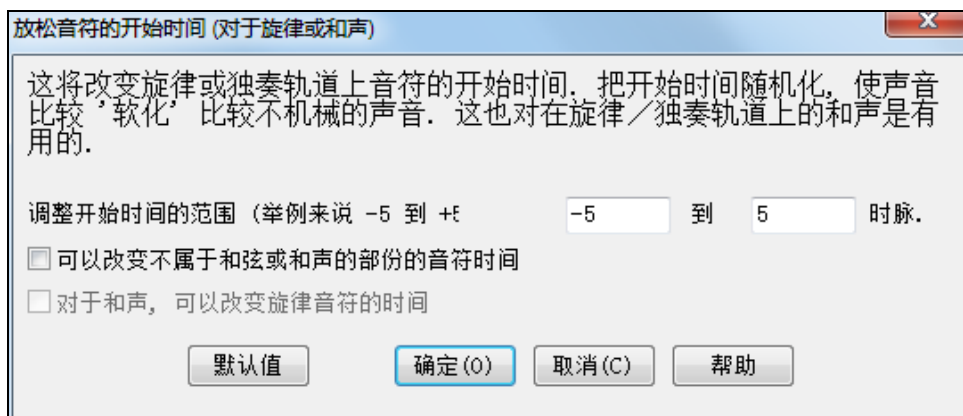 放松音符的开始时间 (对于旋律或和声)
这将改变旋律或独奏轨道上音符的开始时间. 把开始时间随机化, 使声音
比较 '软化' 比较不机械的声音. 这也对在旋律／独奏轨道上的和声是有
用的.
调整开始时间的范围 (举例来说 -5 到 +5 -5 到 5 时脉.
可以改变不属于和弦或和声的部份的音符时间
对于和声, 可以改变旋律音符的时间
默认值 确定(O) 取消(C) 帮助